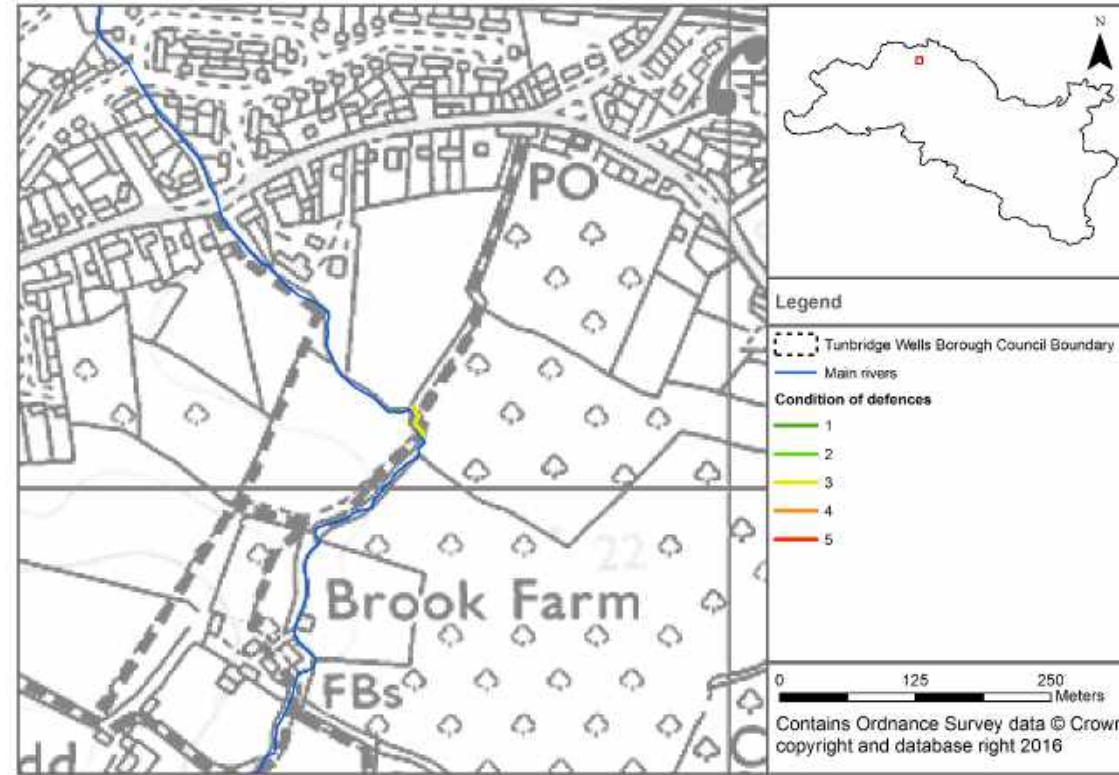 PO
22
Brook Farm
FBs
N
Legend
Tunbridge Wells Borough Council Boundary
Main rivers
Condition of defences
1
2
3
4
5
0 125 250
Meters
Contains Ordnance Survey data © Crown
copyright and database right 2016